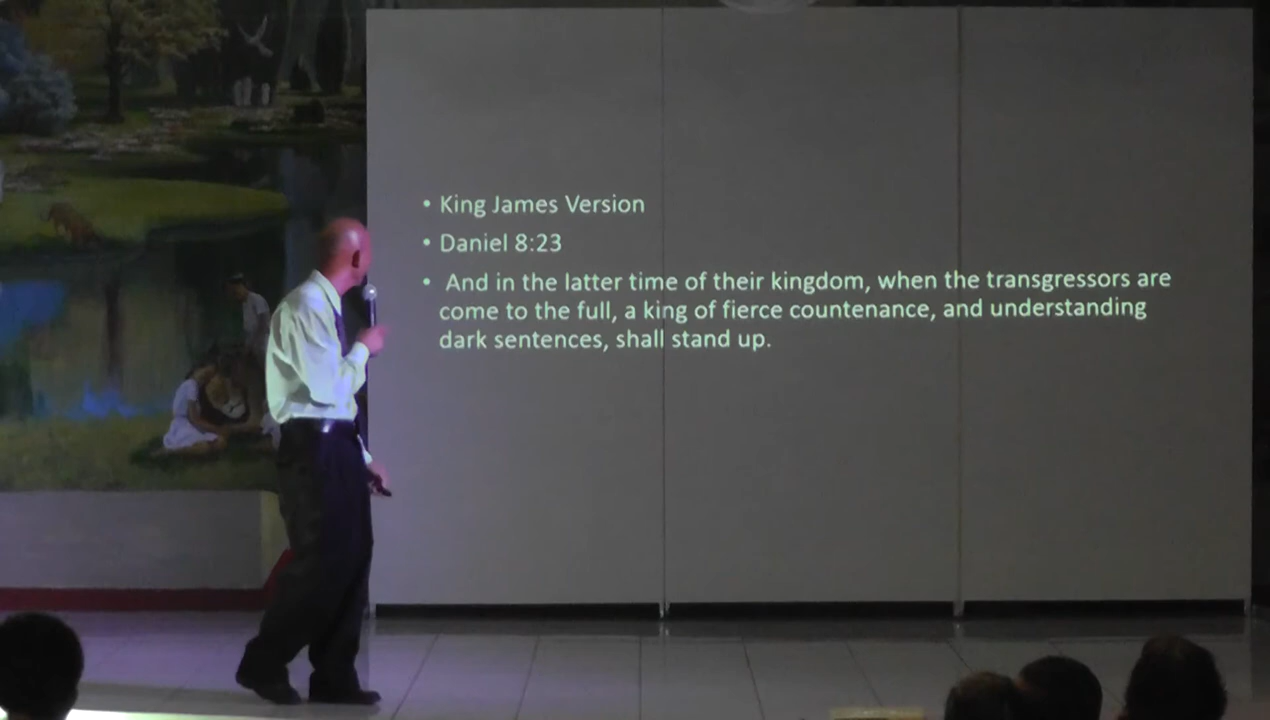 • King James Version
• Daniel 8:23
• And in the latter time of their kingdom, when the transgressors are
come to the full, a king of fierce countenance, and understanding
dark sentences, shall stand up.